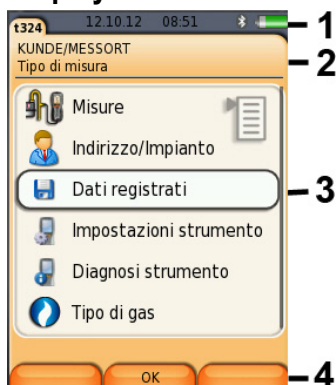 t324 12.10.12 08:51 1
KUNDE/MESSORT
Tipo di misura 2
Misure
Indirizzo/Impianto
Dati registrati 3
Impostazioni strumento
Diagnosi strumento
Tipo di gas
OK 4